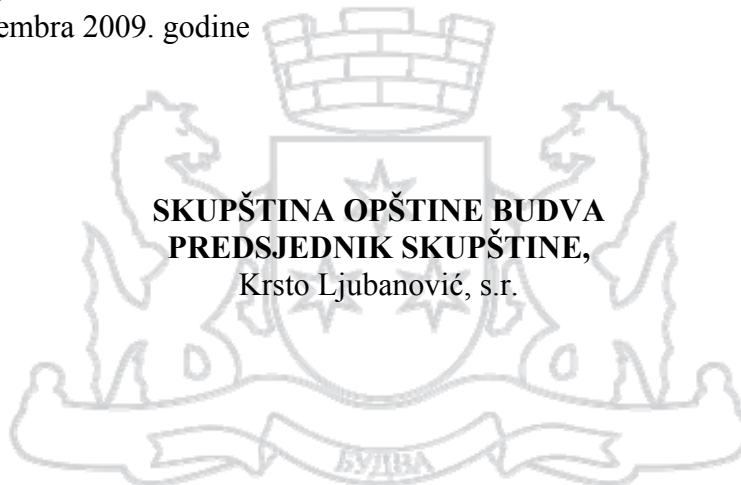 embra 2009. godine
SKUPŠTINA OPŠTINE BUDVA
PREDSJEDNIK SKUPŠTINE,
Krsto Ljubanović, s.r.
БУДВА